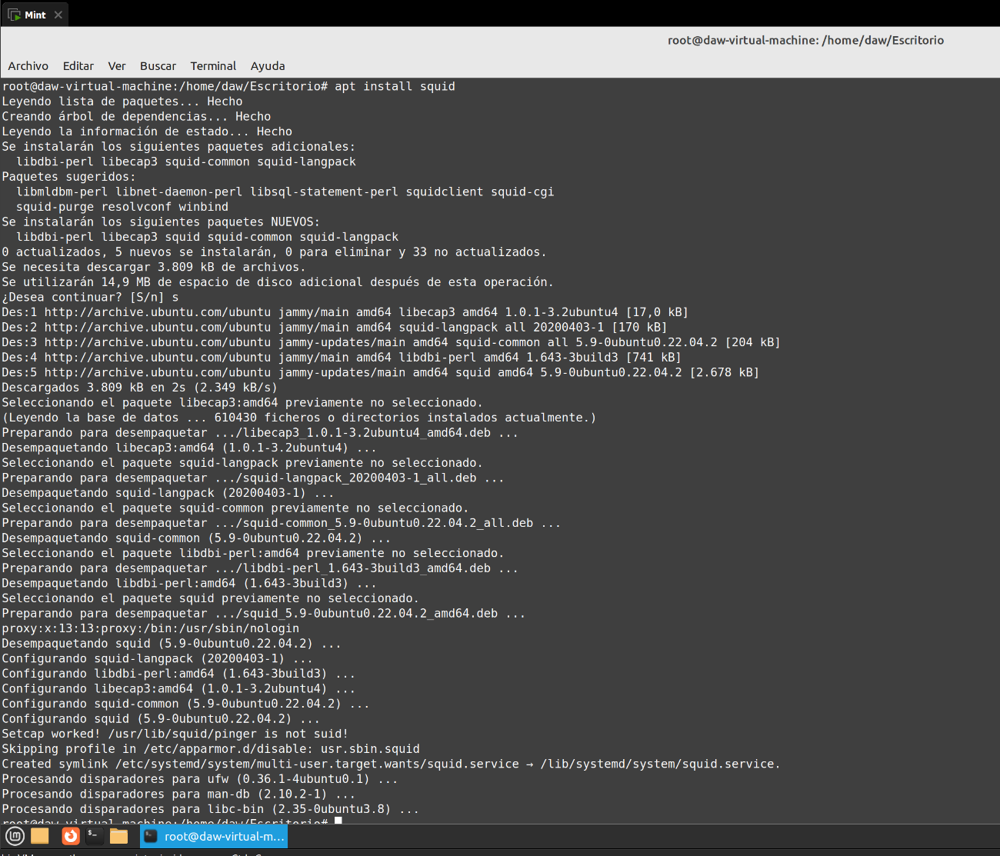 Mint
root@daw-virtual-machine: /home/daw/Escritorio
Archivo Editar Ver Buscar Terminal Ayuda
root@daw-virtual-machine:/home/daw/Escritorio# apt install squid
Leyendo lista de paquetes... Hecho
Creando árbol de dependencias... Hecho
Leyendo la información de estado... Hecho
Se instalarán los siguientes paquetes adicionales:
  libdbi-perl libecap3 squid-common squid-langpack
Paquetes sugeridos:
  libmldbm-perl libnet-daemon-perl libsql-statement-perl squidclient squid-cgi
  squid-purge resolvconf winbind
Se instalarán los siguientes paquetes NUEVOS:
  libdbi-perl libecap3 squid squid-common squid-langpack
0 actualizados, 5 nuevos se instalarán, 0 para eliminar y 33 no actualizados.
Se necesita descargar 3.809 kB de archivos.
Se utilizarán 14,9 MB de espacio de disco adicional después de esta operación.
¿Desea continuar? [S/n] s
Des:1 http://archive.ubuntu.com/ubuntu jammy/main amd64 libecap3 amd64 1.0.1-3.2ubuntu4 [17,0 kB]
Des:2 http://archive.ubuntu.com/ubuntu jammy/main amd64 squid-langpack all 20200403-1 [170 kB]
Des:3 http://archive.ubuntu.com/ubuntu jammy-updates/main amd64 squid-common all 5.9-0ubuntu0.22.04.2 [204 kB]
Des:4 http://archive.ubuntu.com/ubuntu jammy/main amd64 libdbi-perl amd64 1.643-3build3 [741 kB]
Des:5 http://archive.ubuntu.com/ubuntu jammy-updates/main amd64 squid amd64 5.9-0ubuntu0.22.04.2 [2.678 kB]
Descargados 3.809 kB en 2s (2.349 kB/s)
Seleccionando el paquete libecap3:amd64 previamente no seleccionado.
(Leyendo la base de datos ... 610430 ficheros o directorios instalados actualmente.)
Preparando para desempaquetar .../libecap3_1.0.1-3.2ubuntu4_amd64.deb ...
Desempaquetando libecap3:amd64 (1.0.1-3.2ubuntu4) ...
Seleccionando el paquete squid-langpack previamente no seleccionado.
Preparando para desempaquetar .../squid-langpack_20200403-1_all.deb ...
Desempaquetando squid-langpack (20200403-1) ...
Seleccionando el paquete squid-common previamente no seleccionado.
Preparando para desempaquetar .../squid-common_5.9-0ubuntu0.22.04.2_all.deb ...
Desempaquetando squid-common (5.9-0ubuntu0.22.04.2) ...
Seleccionando el paquete libdbi-perl:amd64 previamente no seleccionado.
Preparando para desempaquetar .../libdbi-perl_1.643-3build3_amd64.deb ...
Desempaquetando libdbi-perl:amd64 (1.643-3build3) ...
Seleccionando el paquete squid previamente no seleccionado.
Preparando para desempaquetar .../squid_5.9-0ubuntu0.22.04.2_amd64.deb ...
proxy:x:13:13:proxy:/bin:/usr/sbin/nologin
Desempaquetando squid (5.9-0ubuntu0.22.04.2) ...
Configurando squid-langpack (20200403-1) ...
Configurando libdbi-perl:amd64 (1.643-3build3) ...
Configurando libecap3:amd64 (1.0.1-3.2ubuntu4) ...
Configurando squid-common (5.9-0ubuntu0.22.04.2) ...
Configurando squid (5.9-0ubuntu0.22.04.2) ...
Setcap worked! /usr/lib/squid/pinger is not suid!
Skipping profile in /etc/apparmor.d/disable: usr.sbin.squid
Created symlink /etc/systemd/system/multi-user.target.wants/squid.service → /lib/systemd/system/squid.service.
Procesando disparadores para ufw (0.36.1-4ubuntu0.1) ...
Procesando disparadores para man-db (2.10.2-1) ...
Procesando disparadores para libc-bin (2.35-0ubuntu3.8) ...
root@daw-virtual-machine:/home/daw/Escritorio#
root@daw-virtual-m...